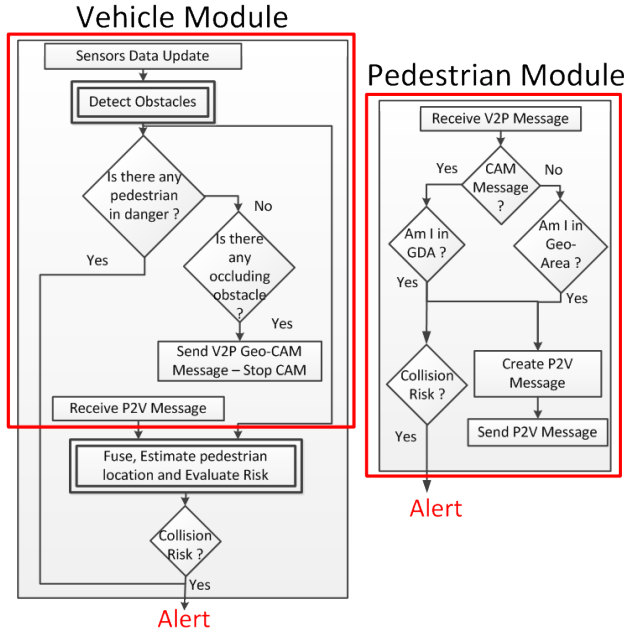 Vehicle Module
Sensors Data Update
Detect Obstacles
Is there any
pedestrian
in danger ?
No
Is there
any
occluding
obstacle
?
Yes
Yes
Send V2P Geo-CAM
Message – Stop CAM
Receive P2V Message
Fuse, Estimate pedestrian
location and Evaluate Risk
Collision
Risk ?
Yes
Alert
Pedestrian Module
Receive V2P Message
CAM
Message
?
Yes
No
Am I in
GDA ?
Am I in
Geo-
Area ?
Yes
Yes
Collision
Risk ?
Create P2V
Message
Send P2V Message
Yes
Alert